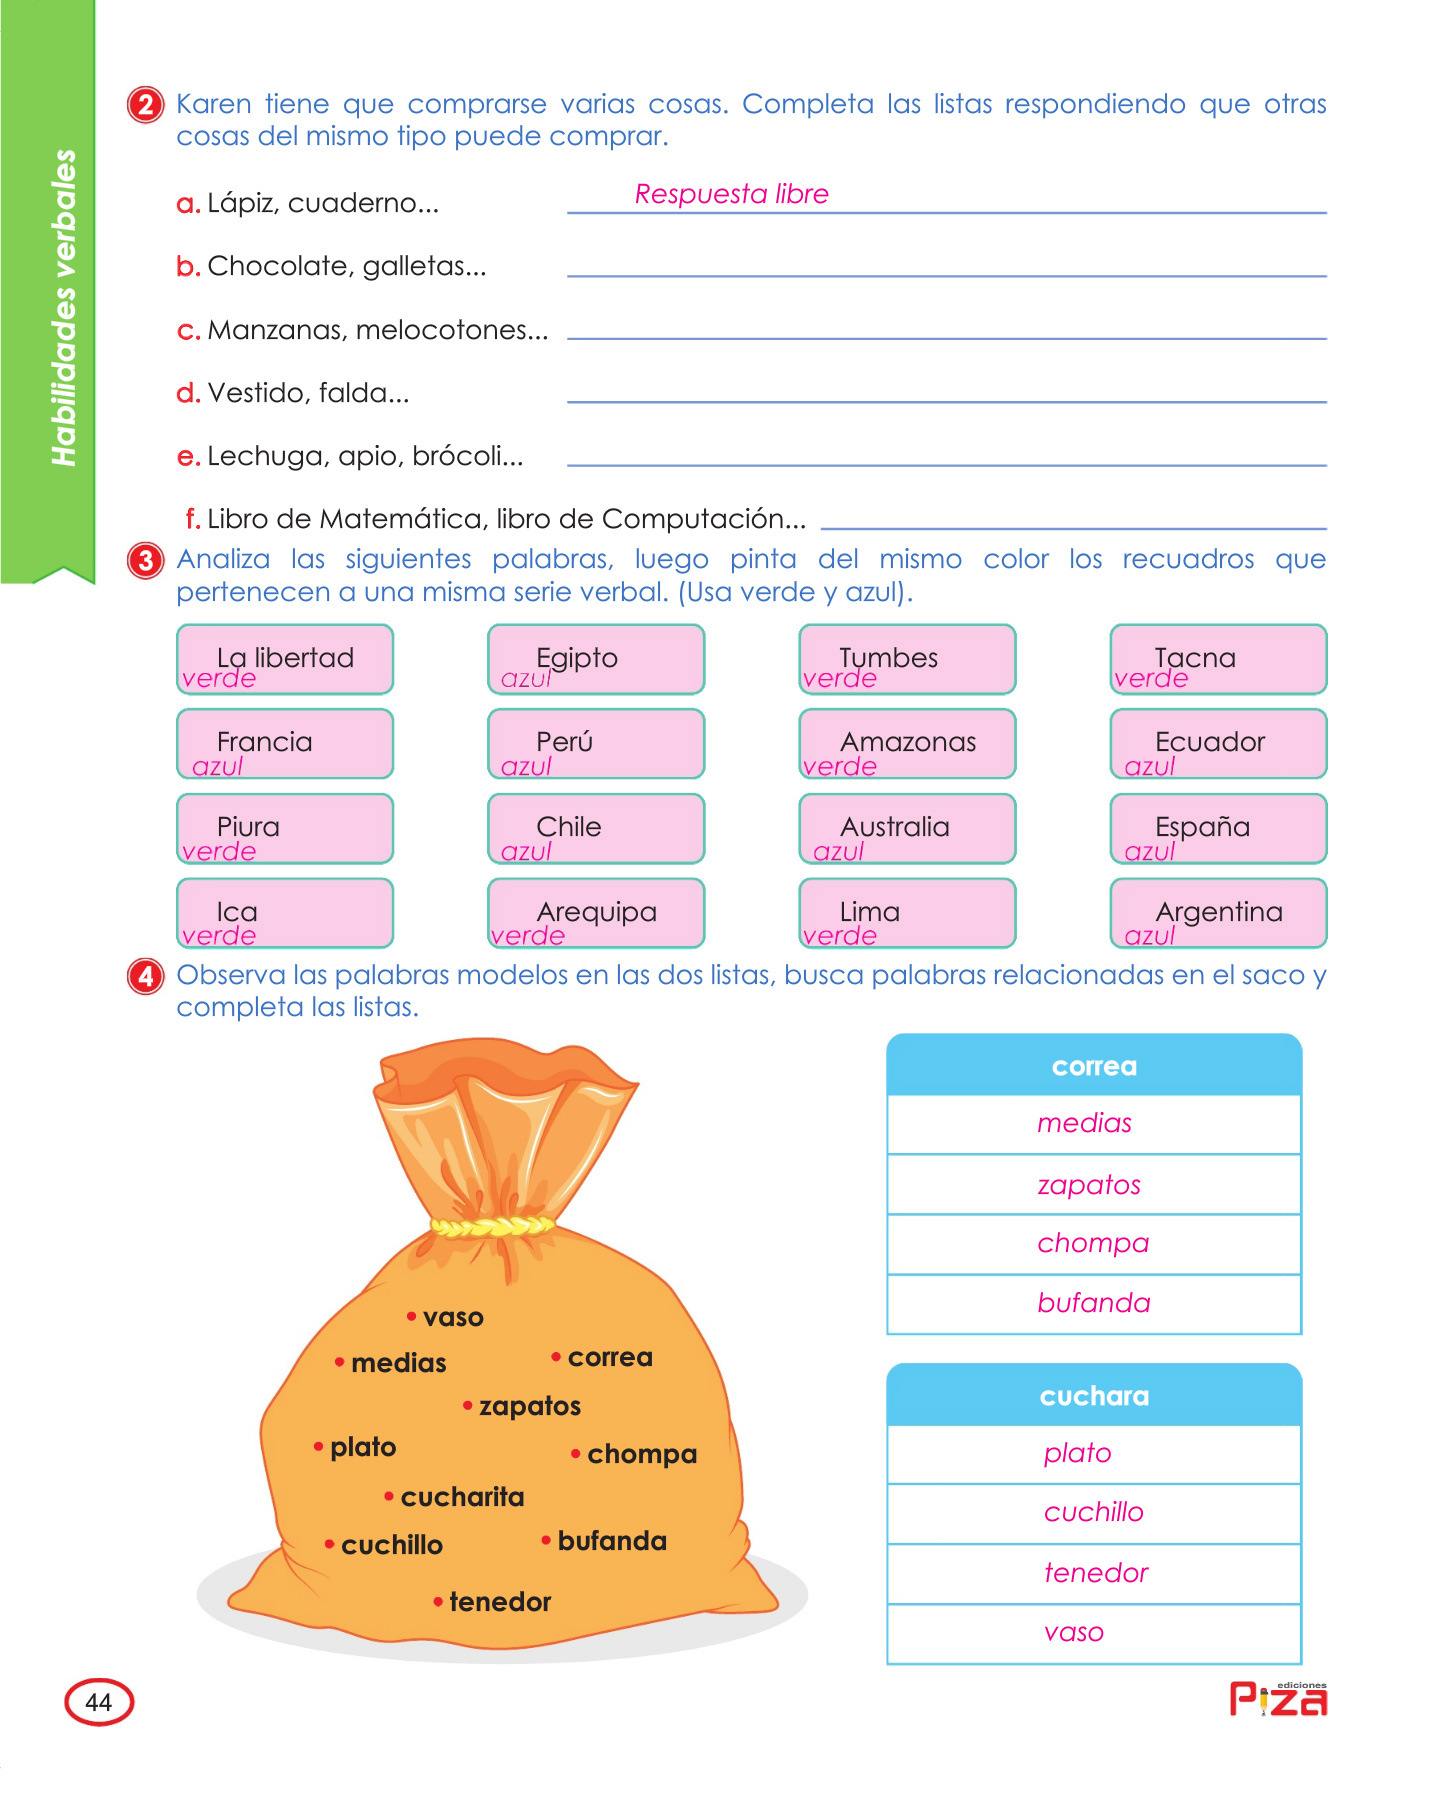 Habilidades verbales
2 Karen tiene que comprarse varias cosas. Completa las listas respondiendo que otras
cosas del mismo tipo puede comprar.
a. Lápiz, cuaderno... Respuesta libre
b. Chocolate, galletas...
c. Manzanas, melocotones...
d. Vestido, falda...
e. Lechuga, apio, brócoli...
f. Libro de Matemática, libro de Computación...
3 Analiza las siguientes palabras, luego pinta del mismo color los recuadros que
pertenecen a una misma serie verbal. (Usa verde y azul).
La libertad Egipto Tumbes Tacna
verde azul verde verde
Francia Perú Amazonas Ecuador
azul azul verde azul
Piura Chile Australia España
verde azul azul azul
Ica Arequipa Lima Argentina
verde verde verde azul
4 Observa las palabras modelos en las dos listas, busca palabras relacionadas en el saco y
completa las listas.
• vaso
• medias
• correa
• zapatos
• plato
• chompa
• cucharita
• cuchillo
• bufanda
• tenedor
correa
medias
zapatos
chompa
bufanda
cuchara
plato
cuchillo
tenedor
vaso
44
ediciones
Piza